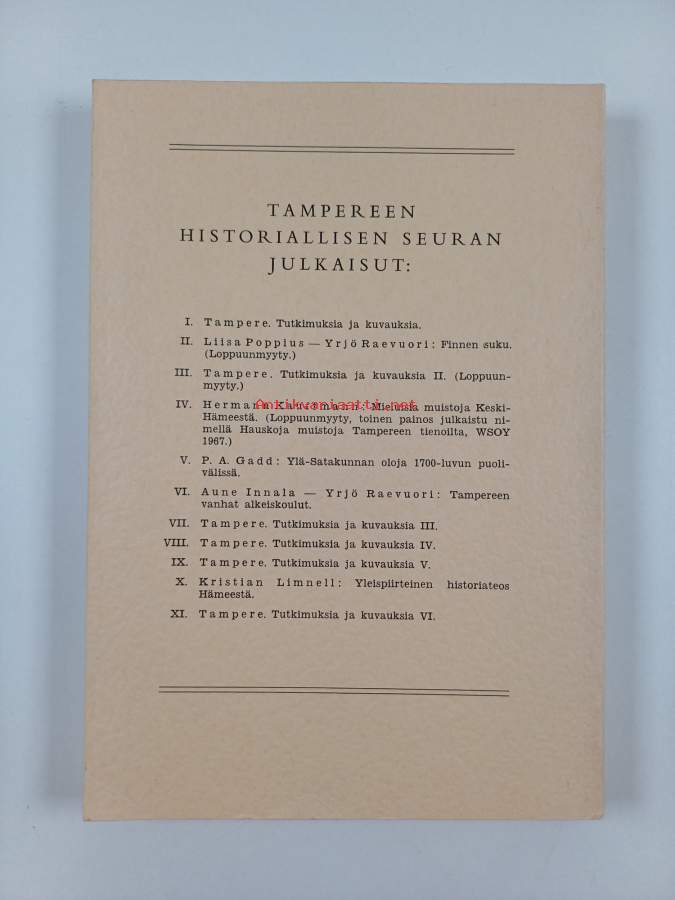 TAMPEREEN
HISTORIALLISEN SEURAN
JULKAISUT:
I. Tampere. Tutkimuksia ja kuvauksia.
II. Liisa Poppius — Yrjö Raevuori: Finnen suku.
(Loppuunmyyty.)
III. Tampere. Tutkimuksia ja kuvauksia II. (Loppuun-
myyty.)
IV. Hermann Mieluisia muistoja Keski-
Antikvariaatti.net
Hämeestä. (Loppuunmyyty, toinen painos julkaistu ni-
mellä Hauskoja muistoja Tampereen tienoilta, WSOY
1967.)
V. P. A. Gadd: Ylä-Satakunnan oloja 1700-luvun puoli-
välissä.
VI. Aune Innala — Yrjö Raevuori: Tampereen
vanhat alkeiskoulut.
VII. Tampere. Tutkimuksia ja kuvauksia III.
VIII. Tampere. Tutkimuksia ja kuvauksia IV.
IX. Tampere. Tutkimuksia ja kuvauksia V.
X. Kristian Limnell: Yleispiirteinen historiateos
Hämeestä.
XI. Tampere. Tutkimuksia ja kuvauksia VI.